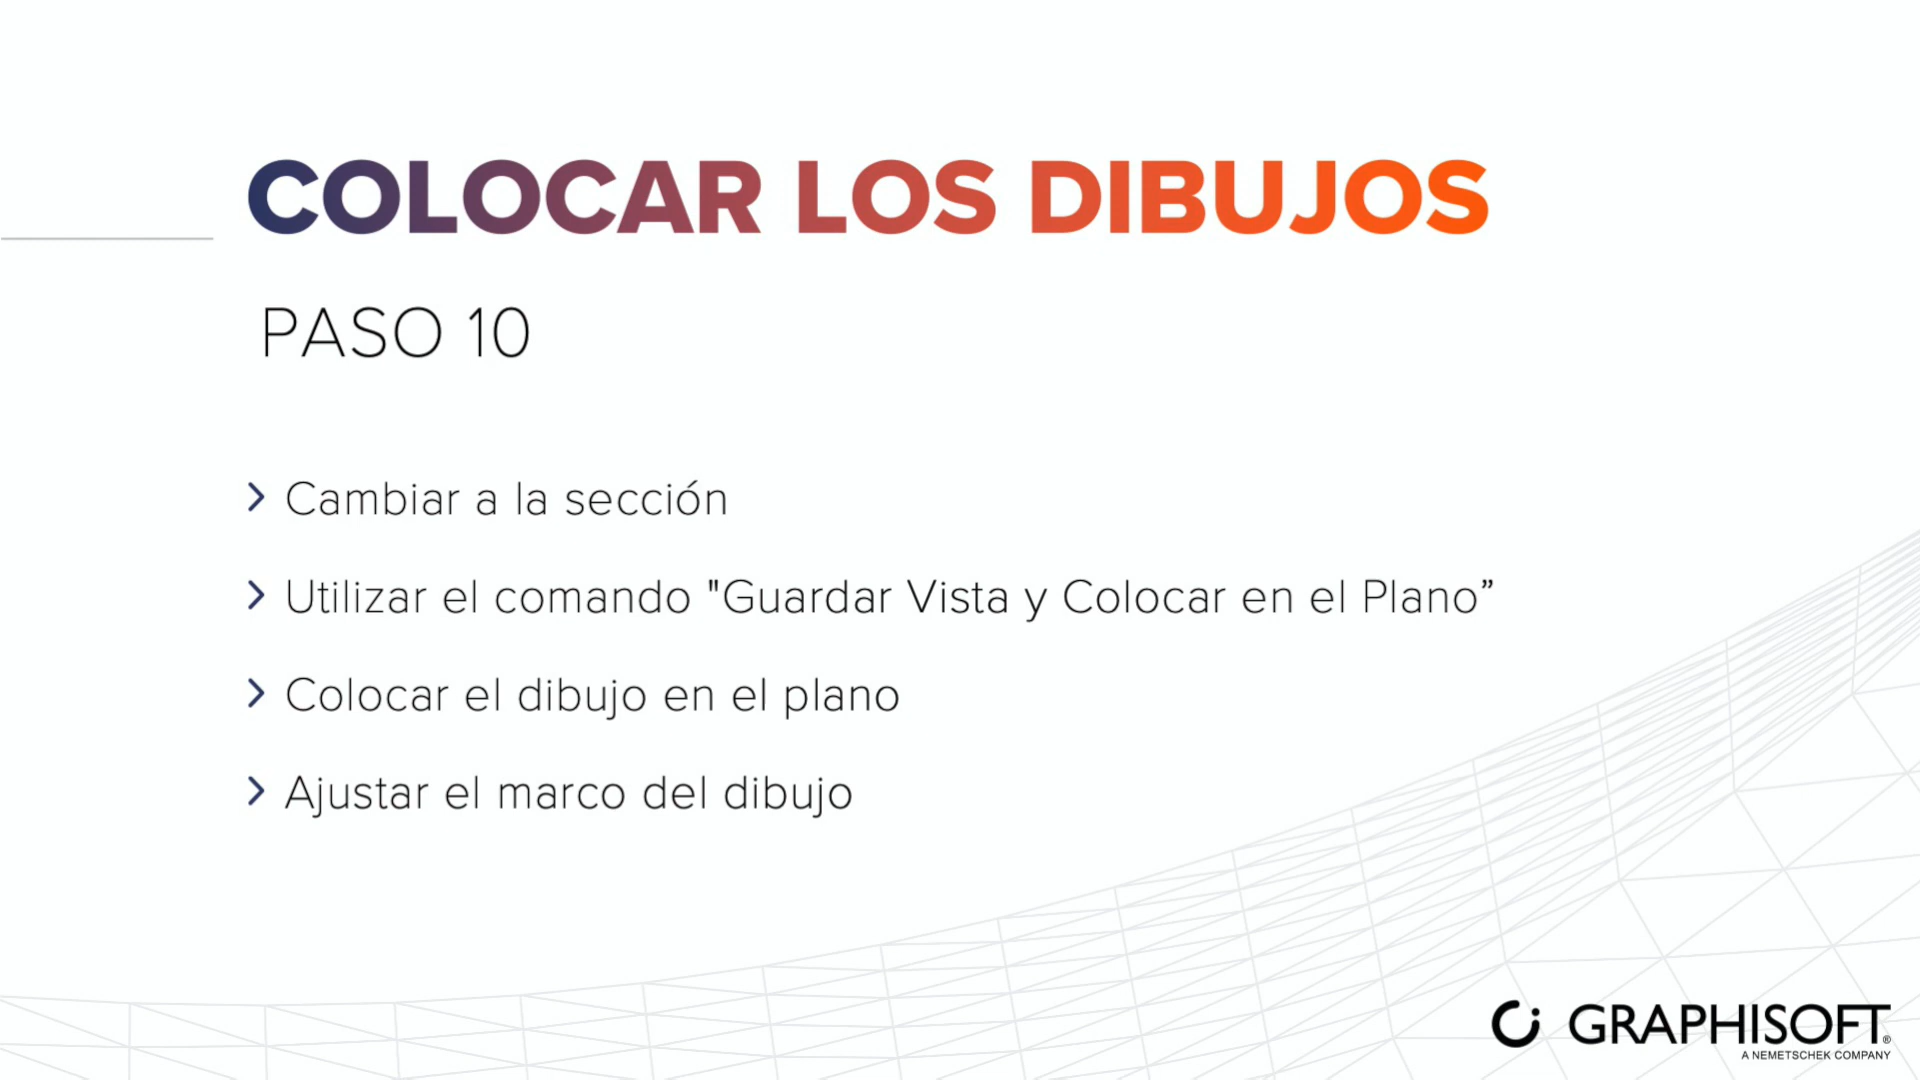 COLOCAR LOS DIBUJOS
PASO 10
Cambiar a la sección
Utilizar el comando "Guardar Vista y Colocar en el Plano”
Colocar el dibujo en el plano
Ajustar el marco del dibujo
GRAPHISOFT®
A NEMETSCHEK COMPANY